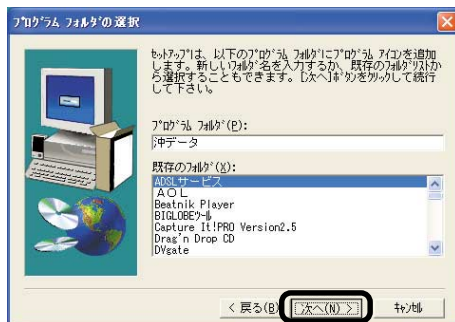 ﾌﾟﾛｸﾞﾗﾑ ﾌｫﾙﾀﾞの選択
ｾｯﾄｱｯﾌﾟは、以下のﾌﾟﾛｸﾞﾗﾑ ﾌｫﾙﾀﾞにﾌﾟﾛｸﾞﾗﾑ ｱｲｺﾝを追加
します。新しいﾌｫﾙﾀﾞ名を入力するか、既存のﾌｫﾙﾀﾞﾘｽﾄか
ら選択することもできます。[次へ]ﾎﾞﾀﾝをｸﾘｯｸして続行
して下さい。
ﾌﾟﾛｸﾞﾗﾑ ﾌｫﾙﾀﾞ(P):
沖データ
既存のﾌｫﾙﾀﾞ(X):
ADSLサービス
ＡＯＬ
Beatnik Player
BIGLOBEﾂｰﾙ
Capture It!PRO Version2.5
Drag'n Drop CD
DVgate
< 戻る(B)
次へ(N) >
ｷｬﾝｾﾙ